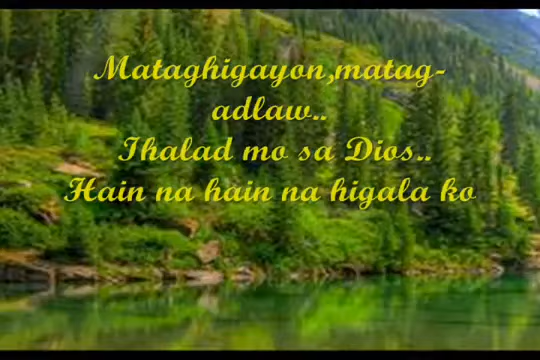 Mataghigayon,matag-
adlaw..
Ihalad mo sa Dios..
Hain na hain na higala ko